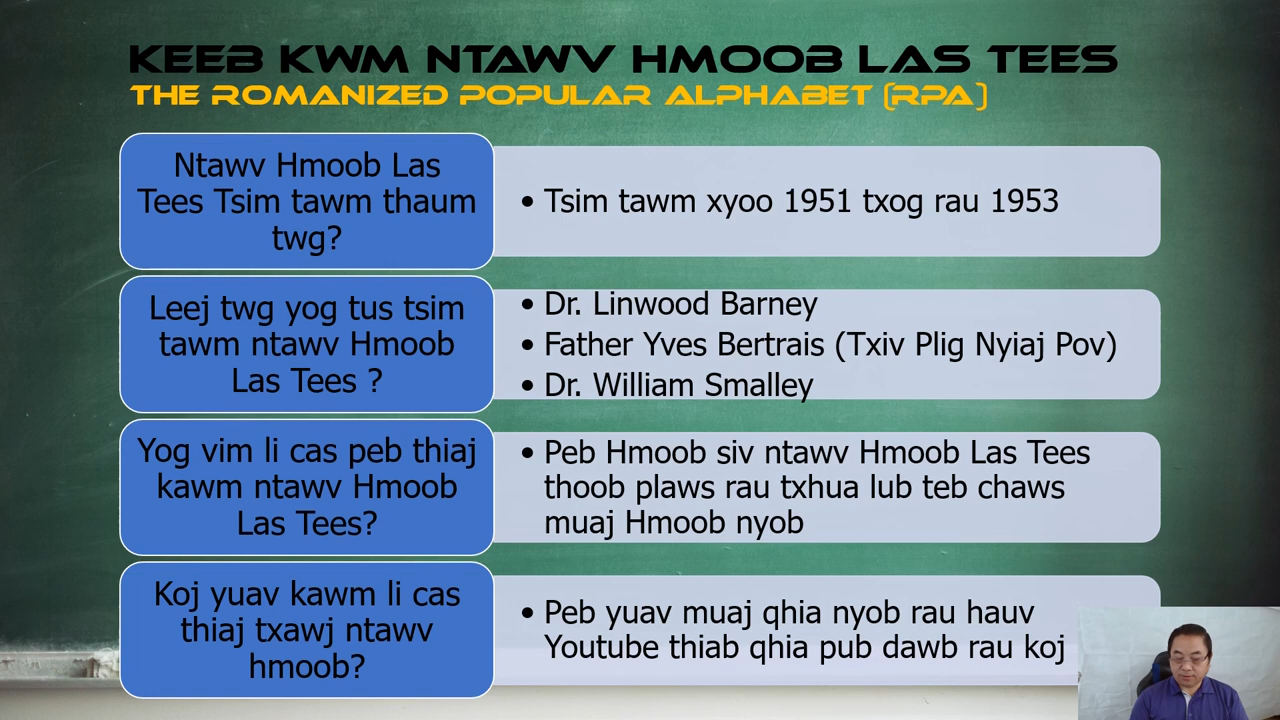 KEEB KWM NTAWV HMOOB LAS TEES
THE ROMANIZED POPULAR ALPHABET (RPA)
Ntawv Hmoob Las
Tees Tsim tawm thaum
twg?
• Tsim tawm xyoo 1951 txog rau 1953
Leej twg yog tus tsim
tawm ntawv Hmoob
Las Tees ?
• Dr. Linwood Barney
• Father Yves Bertrais (Txiv Plig Nyiaj Pov)
• Dr. William Smalley
Yog vim li cas peb thiaj
kawm ntawv Hmoob
Las Tees?
• Peb Hmoob siv ntawv Hmoob Las Tees
thoob plaws rau txhua lub teb chaws
muaj Hmoob nyob
Koj yuav kawm li cas
thiaj txawj ntawv
hmoob?
• Peb yuav muaj qhia nyob rau hauv
Youtube thiab qhia pub dawb rau koj